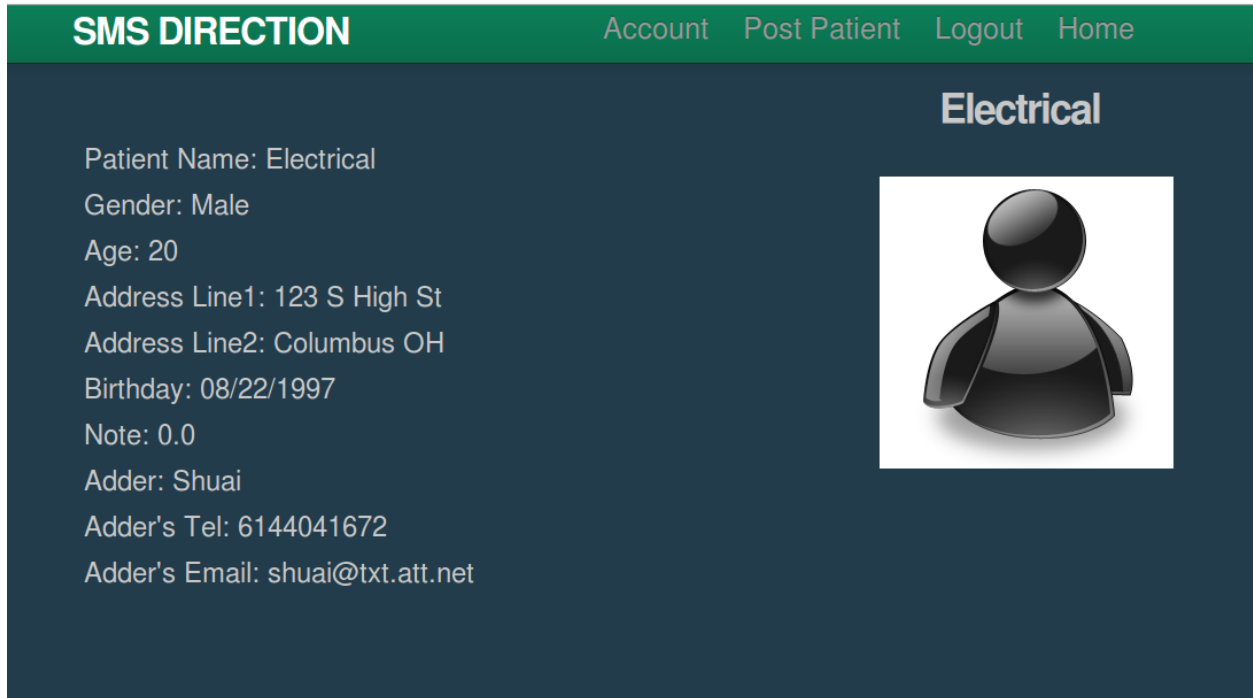 SMS DIRECTION Account Post Patient Logout Home
Electrical
Patient Name: Electrical
Gender: Male
Age: 20
Address Line1: 123 S High St
Address Line2: Columbus OH
Birthday: 08/22/1997
Note: 0.0
Adder: Shuai
Adder's Tel: 6144041672
Adder's Email: shuai@txt.att.net